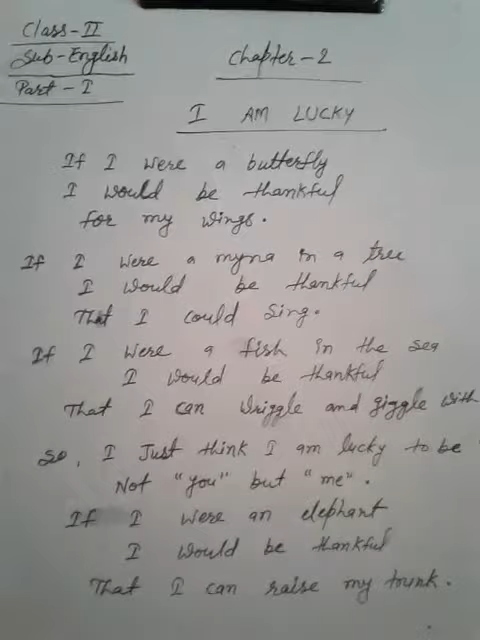 Class-II
Sub-English
Part-I
Chapter-2
I AM LUCKY
If I were a butterfly
I would be thankful
for my wings.
If I were a myna in a tree
I would be thankful
That I could sing.
If I were a fish in the sea
I would be thankful
That I can wriggle and giggle with
So, I Just think I am lucky to be
Not "you" but "me".
If I were an elephant
I would be thankful
That I can raise my trunk.